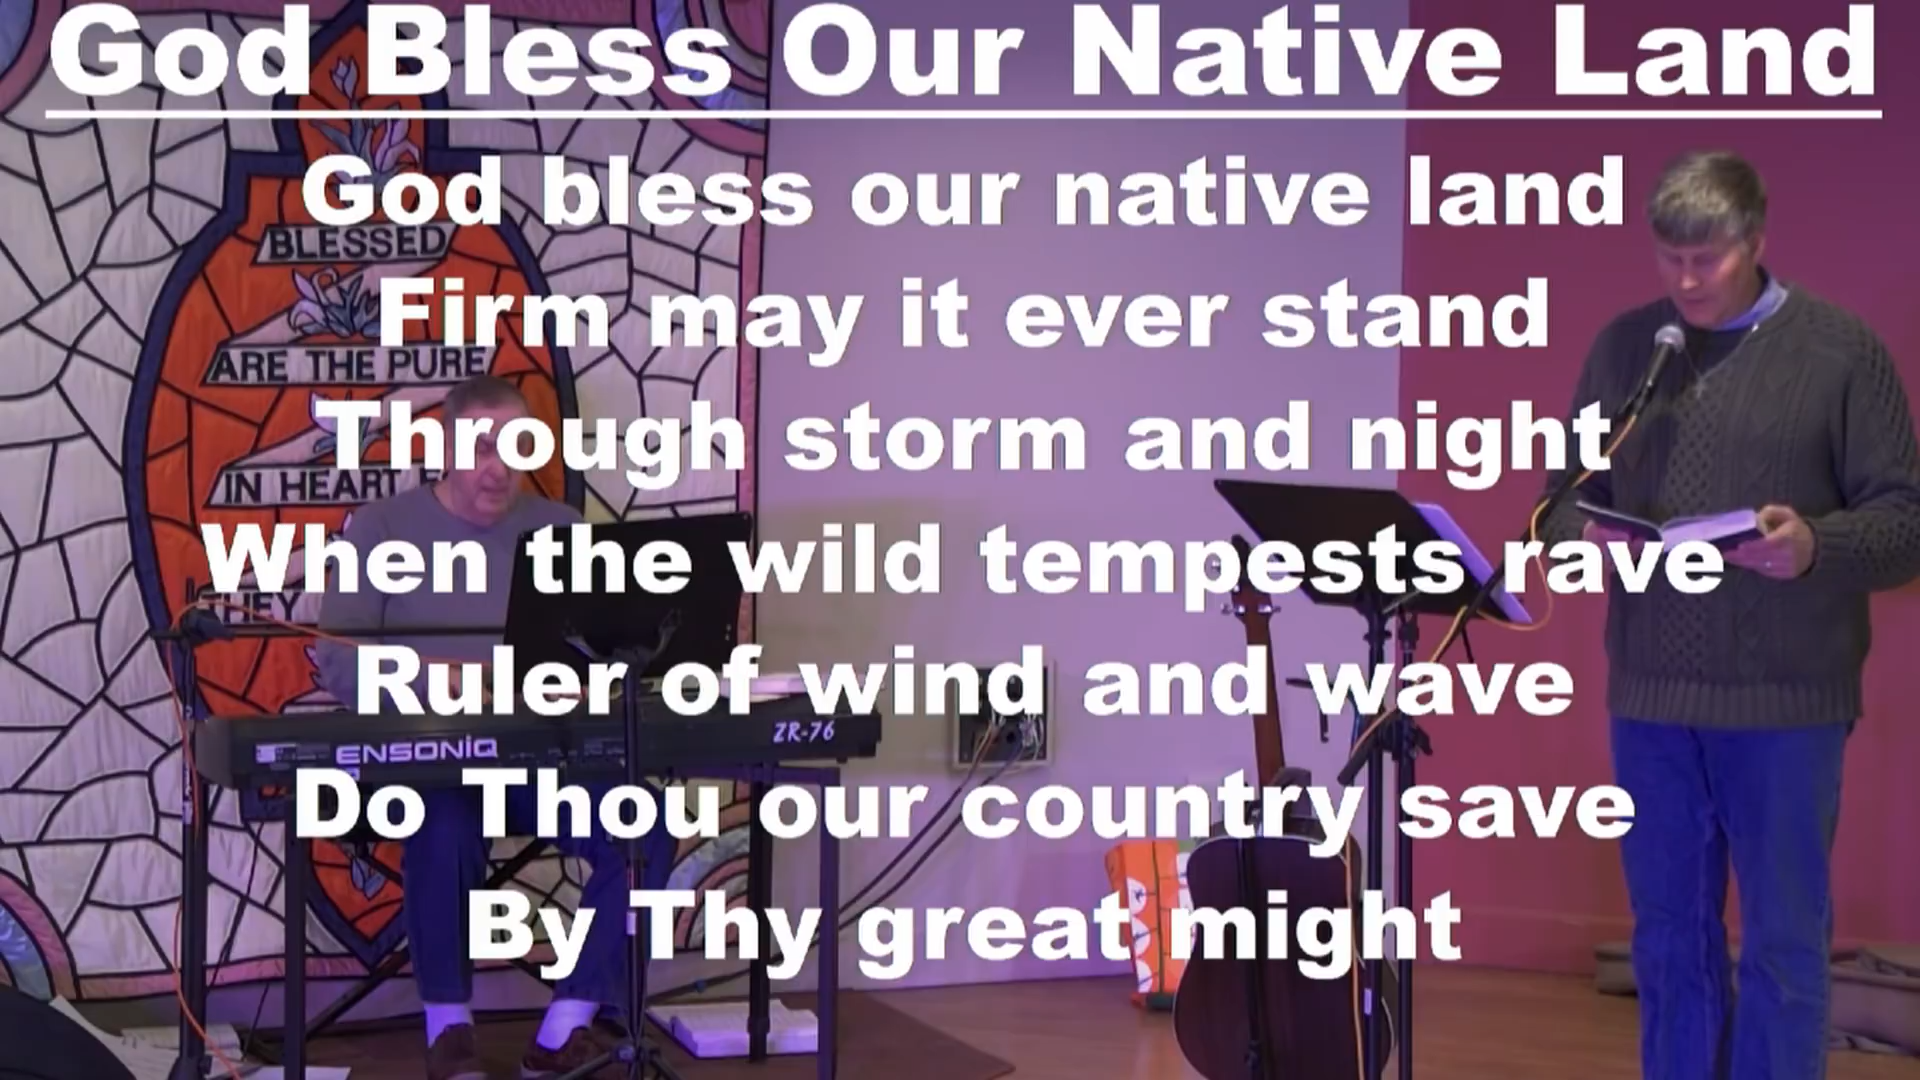 God Bless Our Native Land
God bless our native land
BLESSED
Firm may it ever stand
ARE THE PURE
Through storm and night
IN HEART F
When the wild tempests rave
THEY
Ruler of wind and wave
ENSONIQ
ZR-76
Do Thou our country save
By Thy great might